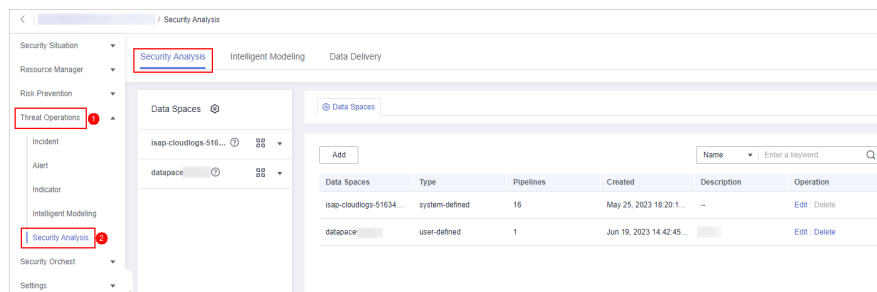 / Security Analysis
Security Situation
Resource Manager
Risk Prevention
Threat Operations 1
Incident
Alert
Indicator
Intelligent Modeling
Security Analysis 2
Security Orchest
Settings
Security Analysis Intelligent Modeling Data Delivery
Data Spaces
isap-cloudlogs-516...
datapace
Data Spaces
Add
Name Enter a keyword.
Data Spaces Type Pipelines Created Description Operation
isap-cloudlogs-51634... system-defined 16 May 25, 2023 18:20:1... -- Edit Delete
datapace user-defined 1 Jun 19, 2023 14:42:45... Edit Delete